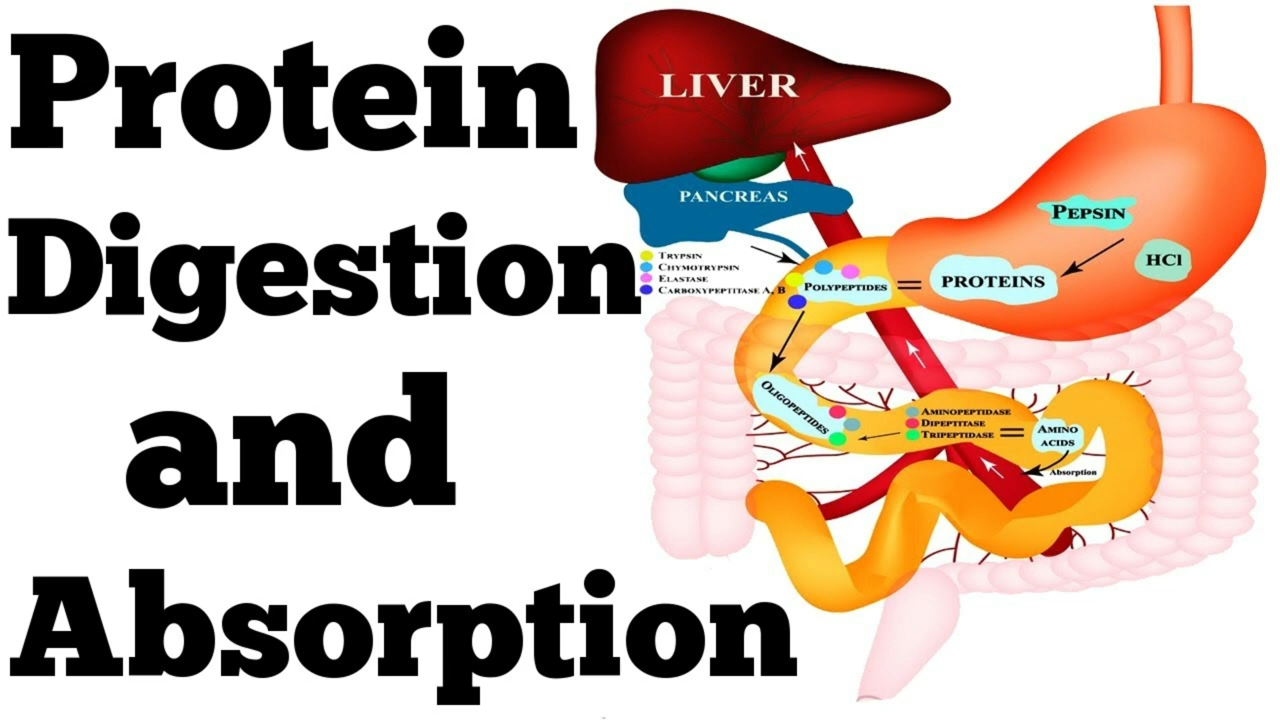 Protein
Digestion
and
Absorption
LIVER
PANCREAS
TRYPSIN
CHYMOTRYPSIN
ELASTASE
CARBOXYPEPTITASE A, B
POLYPEPTIDES
=
PROTEINS
PEPSIN
HCl
OLIGOPEPTIDES
AMINOPEPTIDASE
DIPEPTITASE
TRIPEPTIDASE
=
AMINO
ACIDS
Absorption